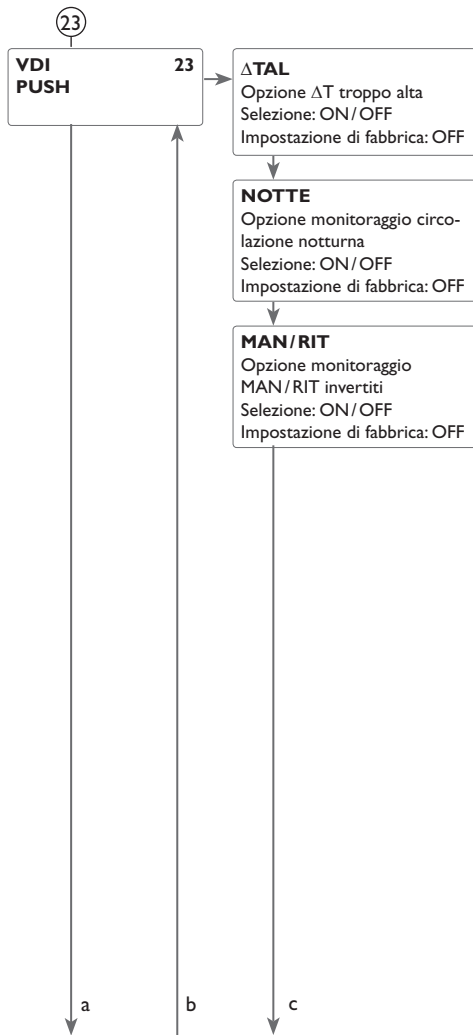 23
VDI 23
PUSH
∆TAL
Opzione ∆T troppo alta
Selezione: ON / OFF
Impostazione di fabbrica: OFF
NOTTE
Opzione monitoraggio circo-
lazione notturna
Selezione: ON / OFF
Impostazione di fabbrica: OFF
MAN / RIT
Opzione monitoraggio
MAN / RIT invertiti
Selezione: ON / OFF
Impostazione di fabbrica: OFF
a b c